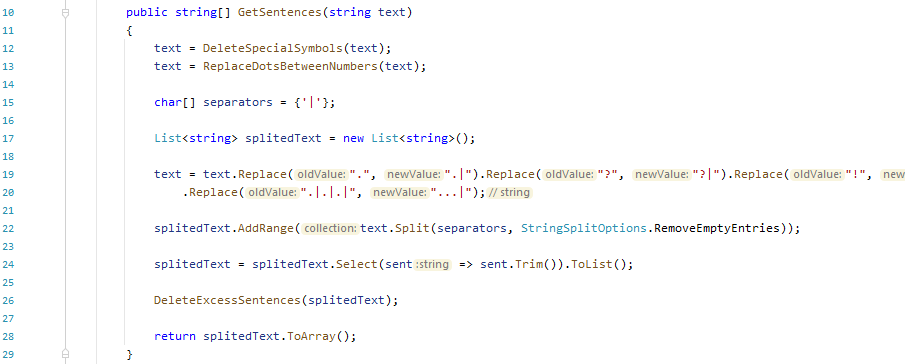 10 public string[] GetSentences(string text)
11 {
12 text = DeleteSpecialSymbols(text);
13 text = ReplaceDotsBetweenNumbers(text);
14
15 char[] separators = {'|'};
16
17 List<string> splitedText = new List<string>();
18
19 text = text.Replace( oldValue: ".", newValue: ".|").Replace( oldValue: "?", newValue: "?|").Replace( oldValue: "!", new
20 .Replace( oldValue: ".|.|.|", newValue: "...|"); // string
21
22 splitedText.AddRange( collection: text.Split(separators, StringSplitOptions.RemoveEmptyEntries));
23
24 splitedText = splitedText.Select(sent :string => sent.Trim()).ToList();
25
26 DeleteExcessSentences(splitedText);
27
28 return splitedText.ToArray();
29 }